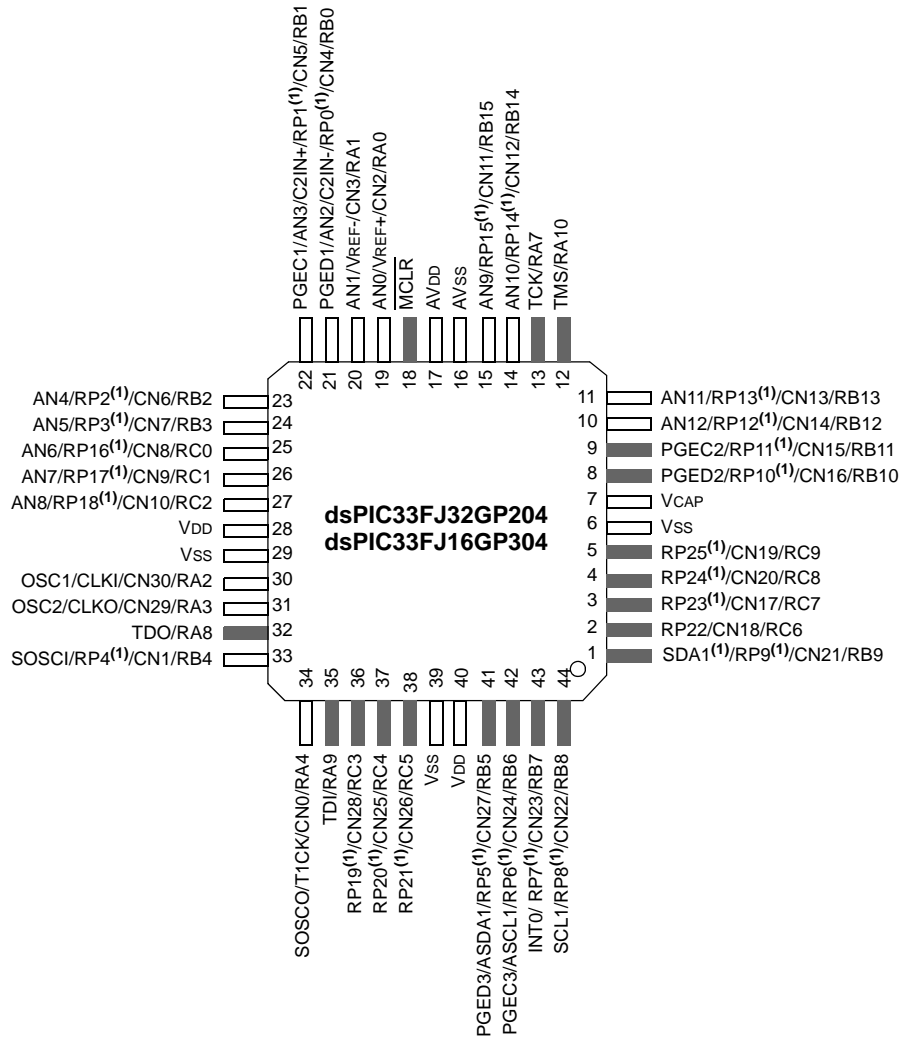 PGEC1/AN3/C2IN+/RP1(1)/CN5/RB1
PGED1/AN2/C2IN-/RP0(1)/CN4/RB0
AN1/VREF-/CN3/RA1
AN0/VREF+/CN2/RA0
MCLR
AVDD
AVSS
AN9/RP15(1)/CN11/RB15
AN10/RP14(1)/CN12/RB14
TCK/RA7
TMS/RA10
22 21 20 19 18 17 16 15 14 13 12
AN4/RP2(1)/CN6/RB2 23
AN5/RP3(1)/CN7/RB3 24
AN6/RP16(1)/CN8/RC0 25
AN7/RP17(1)/CN9/RC1 26
AN8/RP18(1)/CN10/RC2 27
VDD 28
VSS 29
OSC1/CLKI/CN30/RA2 30
OSC2/CLKO/CN29/RA3 31
TDO/RA8 32
SOSCI/RP4(1)/CN1/RB4 33
dsPIC33FJ32GP204
dsPIC33FJ16GP304
11 AN11/RP13(1)/CN13/RB13
10 AN12/RP12(1)/CN14/RB12
9 PGEC2/RP11(1)/CN15/RB11
8 PGED2/RP10(1)/CN16/RB10
7 VCAP
6 VSS
5 RP25(1)/CN19/RC9
4 RP24(1)/CN20/RC8
3 RP23(1)/CN17/RC7
2 RP22/CN18/RC6
1 SDA1(1)/RP9(1)/CN21/RB9
34 35 36 37 38 39 40 41 42 43 44
SOSCO/T1CK/CN0/RA4
TDI/RA9
RP19(1)/CN28/RC3
RP20(1)/CN25/RC4
RP21(1)/CN26/RC5
VSS
VDD
PGED3/ASDA1/RP5(1)/CN27/RB5
PGEC3/ASCL1/RP6(1)/CN24/RB6
INT0/ RP7(1)/CN23/RB7
SCL1/RP8(1)/CN22/RB8